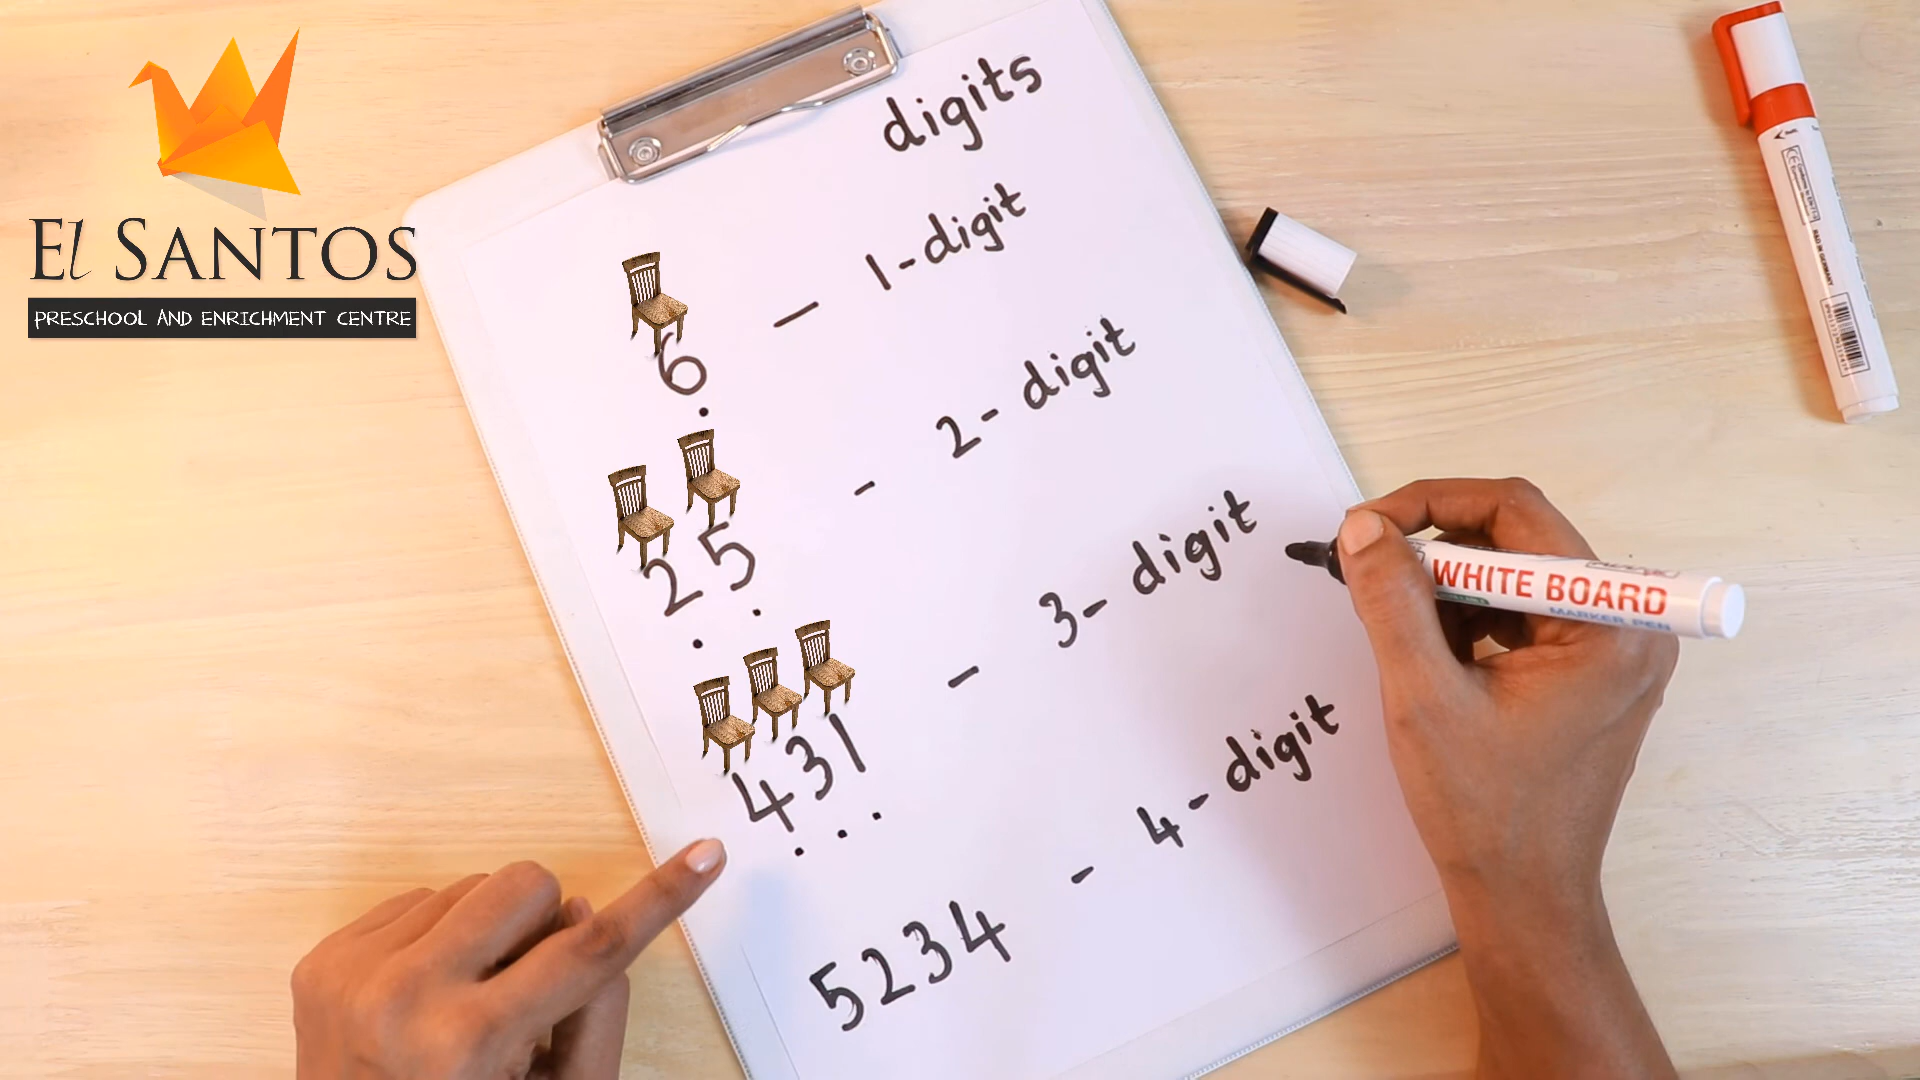 El SANTOS
PRESCHOOL AND ENRICHMENT CENTRE
digits
6 - 1-digit
25 - 2-digit
431 - 3-digit
5234 - 4-digit
WHITE BOARD
MARKER PEN